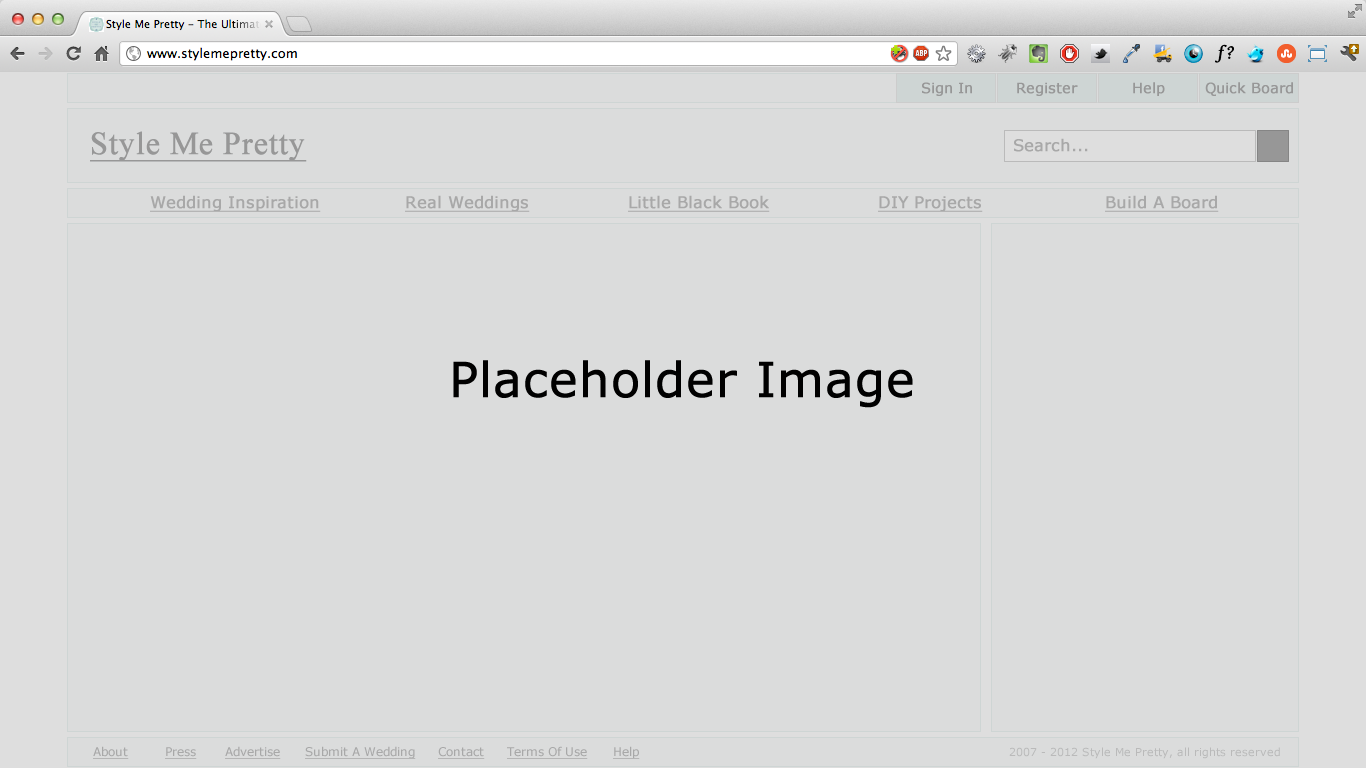 Style Me Pretty – The Ultimat
www.stylemepretty.com
ABP
f?
Sign In Register Help Quick Board
Style Me Pretty
Search...
Wedding Inspiration Real Weddings Little Black Book DIY Projects Build A Board
Placeholder Image
About Press Advertise Submit A Wedding Contact Terms Of Use Help
2007 - 2012 Style Me Pretty, all rights reserved